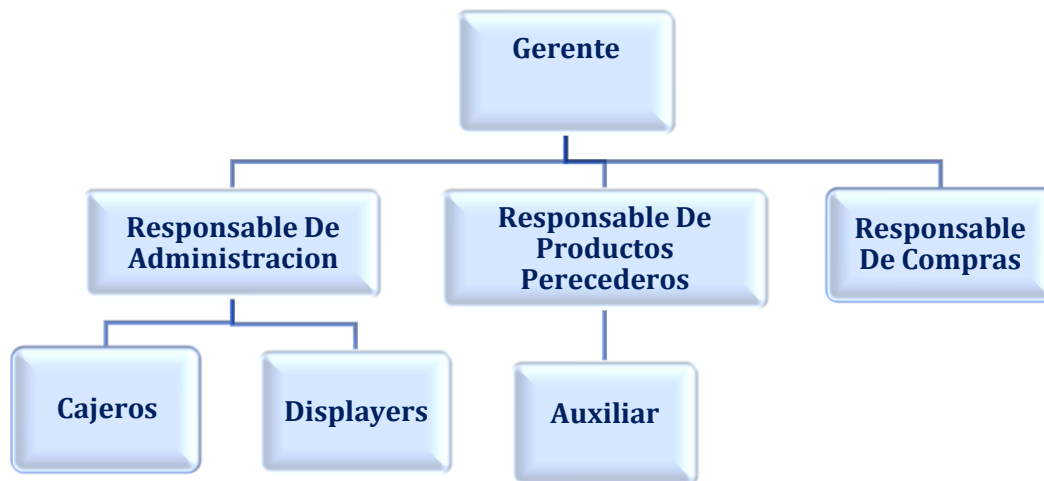 Gerente
Responsable De
Administracion
Responsable De
Productos
Perecederos
Responsable
De Compras
Cajeros
Displayers
Auxiliar